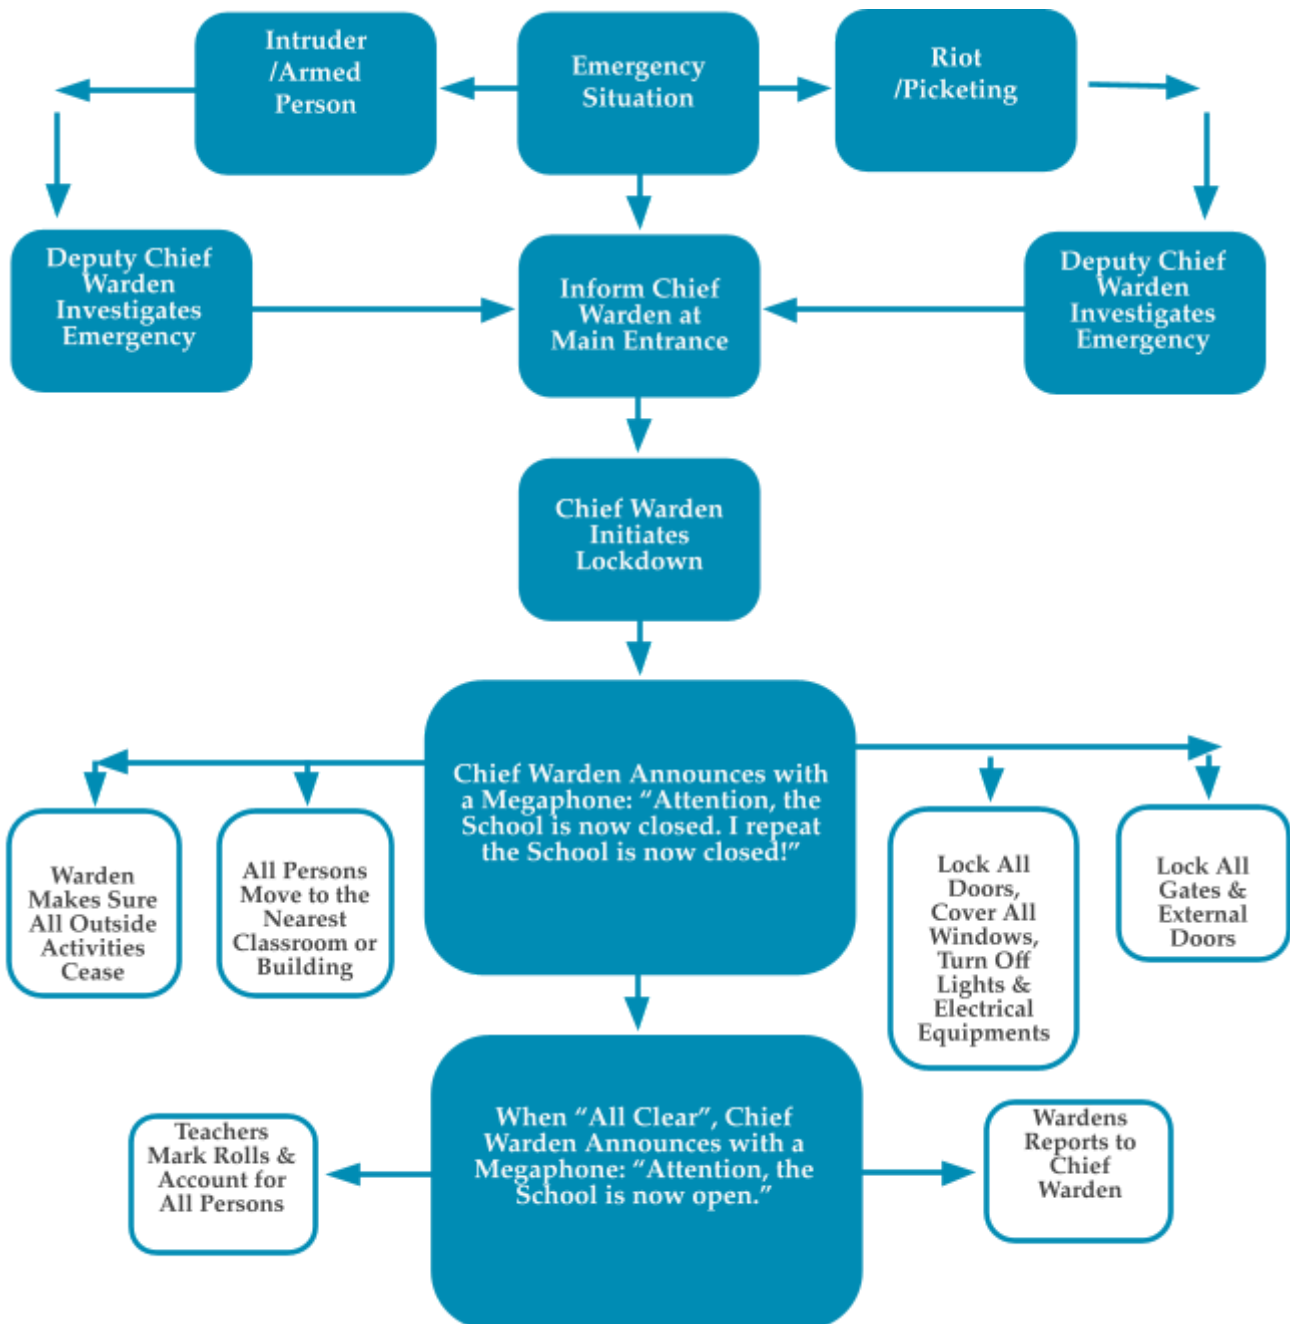 Intruder
/Armed
Person
Emergency
Situation
Riot
/Picketing
Deputy Chief
Warden
Investigates
Emergency
Inform Chief
Warden at
Main Entrance
Deputy Chief
Warden
Investigates
Emergency
Chief Warden
Initiates
Lockdown
Chief Warden Announces with
a Megaphone: “Attention, the
School is now closed. I repeat
the School is now closed!”
Warden
Makes Sure
All Outside
Activities
Cease
All Persons
Move to the
Nearest
Classroom or
Building
Lock All
Doors,
Cover All
Windows,
Turn Off
Lights &
Electrical
Equipments
Lock All
Gates &
External
Doors
When “All Clear”, Chief
Warden Announces with a
Megaphone: “Attention, the
School is now open.”
Teachers
Mark Rolls &
Account for
All Persons
Wardens
Reports to
Chief
Warden